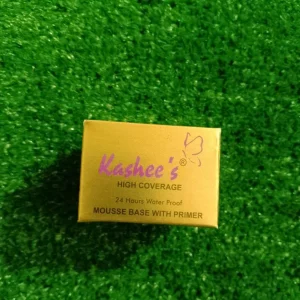 Kashee's®
HIGH COVERAGE
24 Hours Water Proof
MOUSSE BASE WITH PRIMER